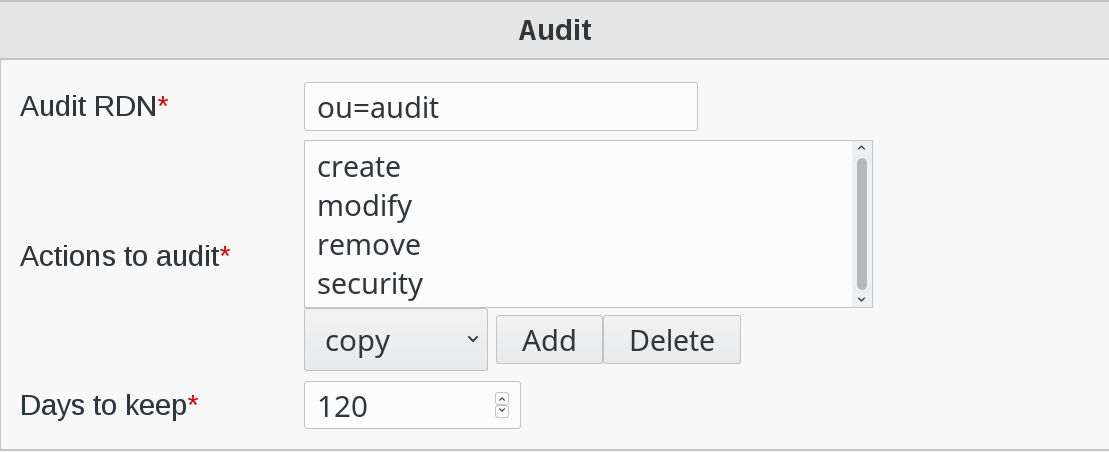 Audit
Audit RDN*
ou=audit
Actions to audit*
create
modify
remove
security
copy
Add
Delete
Days to keep*
120